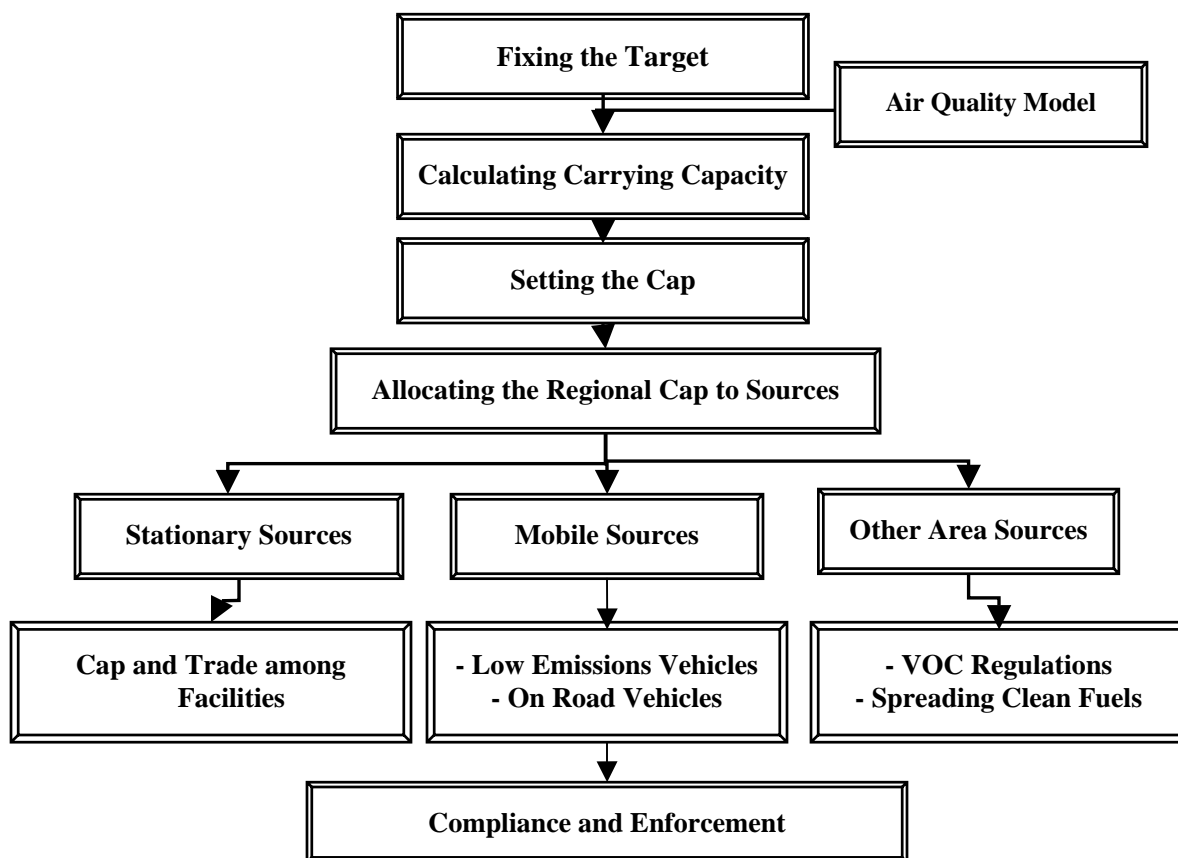 Fixing the Target
Air Quality Model
Calculating Carrying Capacity
Setting the Cap
Allocating the Regional Cap to Sources
Stationary Sources
Mobile Sources
Other Area Sources
Cap and Trade among
Facilities
- Low Emissions Vehicles
- On Road Vehicles
- VOC Regulations
- Spreading Clean Fuels
Compliance and Enforcement